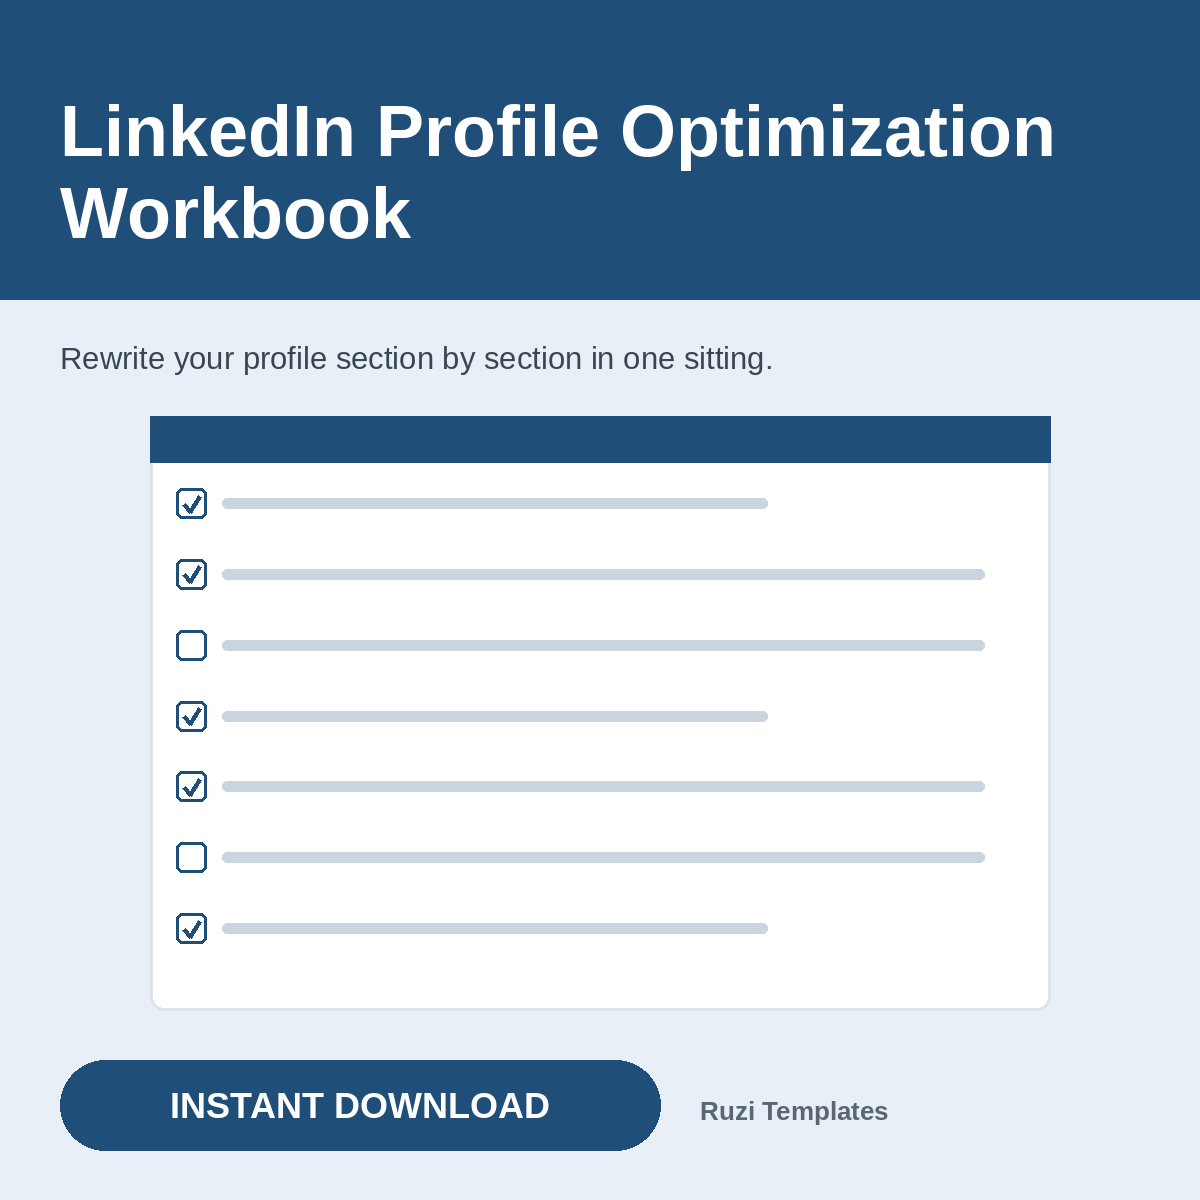 LinkedIn Profile Optimization
Workbook
Rewrite your profile section by section in one sitting.
INSTANT DOWNLOAD
Ruzi Templates